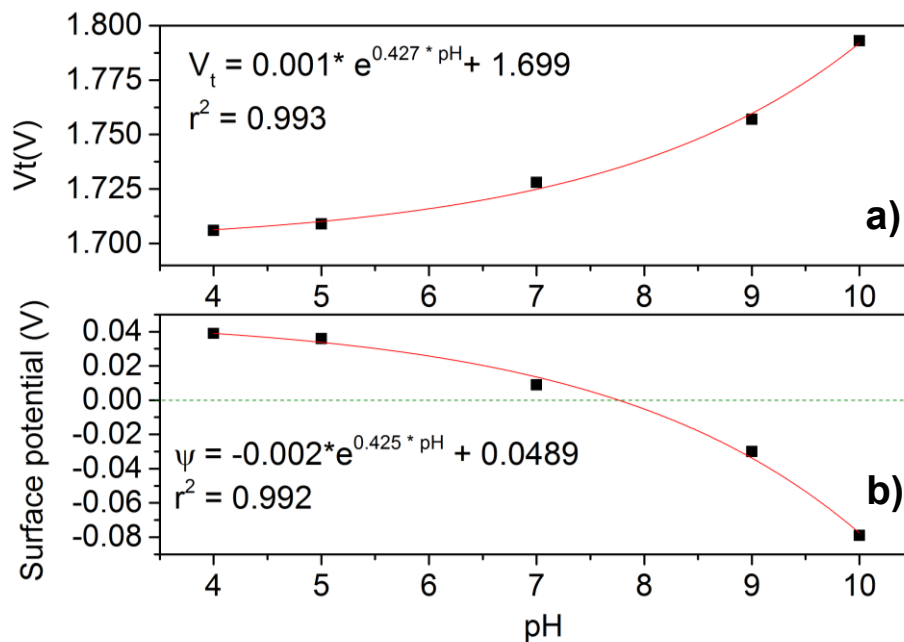 1.800
1.775
1.750
1.725
1.700
Vt(V)
V_t = 0.001* e^{0.427 * pH}+ 1.699
r^2 = 0.993
a)
4 5 6 7 8 9 10
0.04
0.02
0.00
-0.02
-0.04
-0.06
-0.08
Surface potential (V)
ψ = -0.002*e^{0.425 * pH} + 0.0489
r^2 = 0.992
b)
4 5 6 7 8 9 10
pH